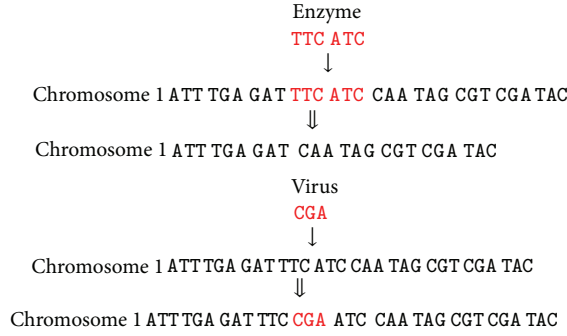 Enzyme
TTC ATC
↓
Chromosome 1 ATT TGA GAT TTC ATC CAA TAG CGT CGA TAC
⇓
Chromosome 1 ATT TGA GAT CAA TAG CGT CGA TAC
Virus
CGA
↓
Chromosome 1 ATT TGA GAT TTC ATC CAA TAG CGT CGA TAC
⇓
Chromosome 1 ATT TGA GAT TTC CGA ATC CAA TAG CGT CGA TAC